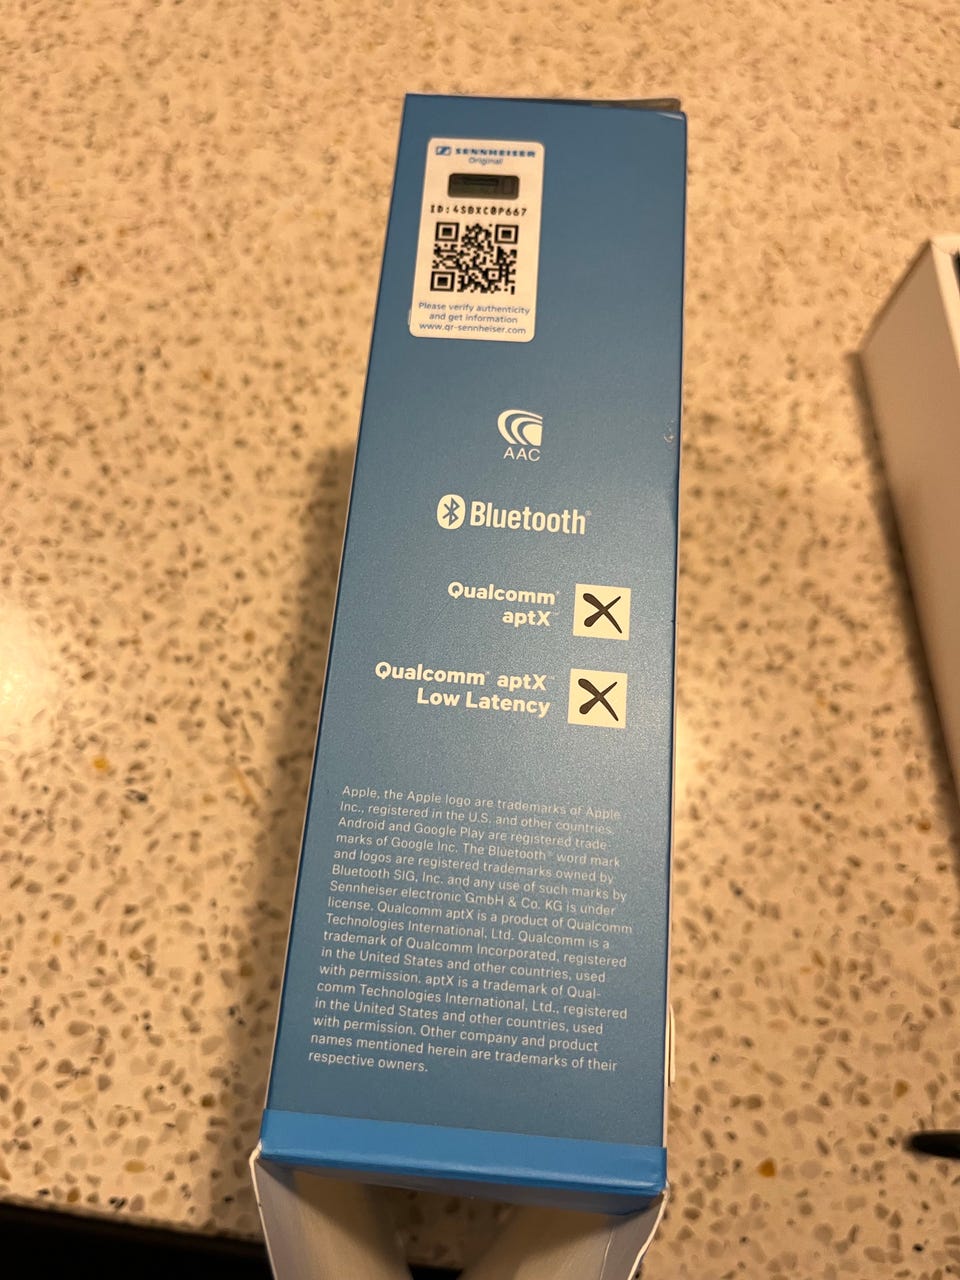 SENNHEISER
Original
ID:4SBXC0P667
Please verify authenticity
and get information
www.qr-sennheiser.com
AAC
Bluetooth®
Qualcomm®
aptX™
Qualcomm® aptX™
Low Latency
Apple, the Apple logo are trademarks of Apple
Inc., registered in the U.S. and other countries.
Android and Google Play are registered trade-
marks of Google Inc. The Bluetooth® word mark
and logos are registered trademarks owned by
Bluetooth SIG, Inc. and any use of such marks by
Sennheiser electronic GmbH & Co. KG is under
license. Qualcomm aptX is a product of Qualcomm
Technologies International, Ltd. Qualcomm is a
trademark of Qualcomm Incorporated, registered
in the United States and other countries, used
with permission. aptX is a trademark of Qual-
comm Technologies International, Ltd., registered
in the United States and other countries, used
with permission. Other company and product
names mentioned herein are trademarks of their
respective owners.